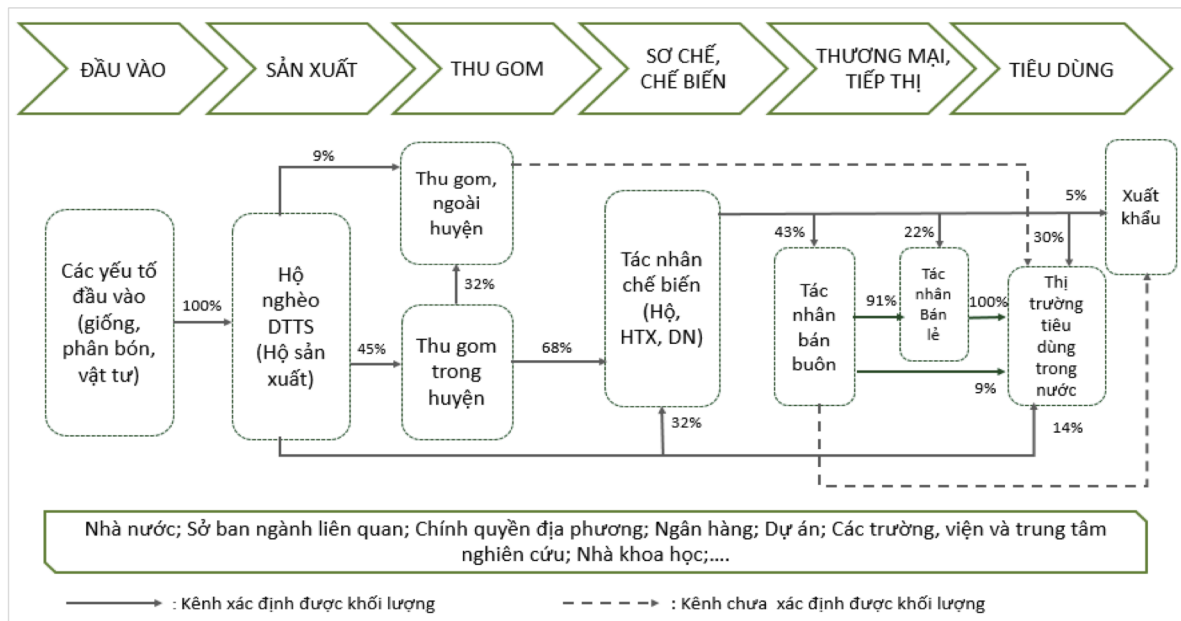 ĐẦU VÀO
SẢN XUẤT
THU GOM
SƠ CHẾ,
CHẾ BIẾN
THƯƠNG MẠI,
TIẾP THỊ
TIÊU DÙNG
Các yếu tố
đầu vào
(giống,
phân bón,
vật tư)
100%
Hộ
nghèo
DTTS
(Hộ sản
xuất)
9%
45%
Thu gom,
ngoài
huyện
32%
Thu gom
trong
huyện
68%
Tác nhân
chế biến
(Hộ,
HTX, DN)
32%
43%
22%
30%
5%
Tác
nhân
bán
buôn
91%
Tác
nhân
Bán
lẻ
100%
9%
Thị
trường
tiêu
dùng
trong
nước
14%
Xuất
khẩu
Nhà nước; Sở ban ngành liên quan; Chính quyền địa phương; Ngân hàng; Dự án; Các trường, viện và trung tâm
nghiên cứu; Nhà khoa học;....
: Kênh xác định được khối lượng
: Kênh chưa xác định được khối lượng